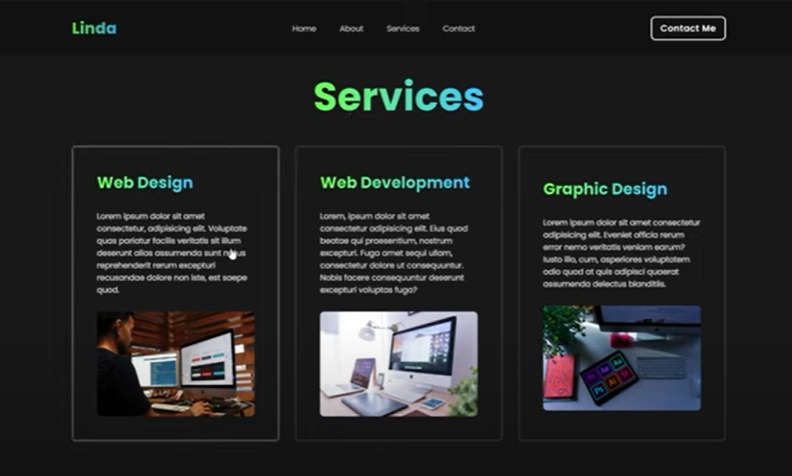 Linda
Home About Services Contact
Contact Me
Services
Web Design
Lorem ipsum dolor sit amet
consectetur, adipisicing elit. Voluptate
quas pariatur facilis veritatis sit illum
deserunt alias assumenda sunt
reprehenderit rerum excepturi
recusandae dolore non iste, est saepe
quod.
Web Development
Lorem, ipsum dolor sit amet
consectetur adipisicing elit. Eius quod
beatae qui praesentium, nostrum
excepturi. Fuga amet sequi ullam,
consectetur dolore ut consequuntur.
Nobis facere consequuntur deserunt
excepturi voluptas fuga?
Graphic Design
Lorem ipsum dolor sit amet consectetur
adipisicing elit. Eveniet officia rerum
error nemo veritatis veniam earum?
Iusto illo, cum, asperiores voluptatem
odio quod at quis adipisci quaerat
assumenda delectus blanditiis.
Ae
Ps
Ai